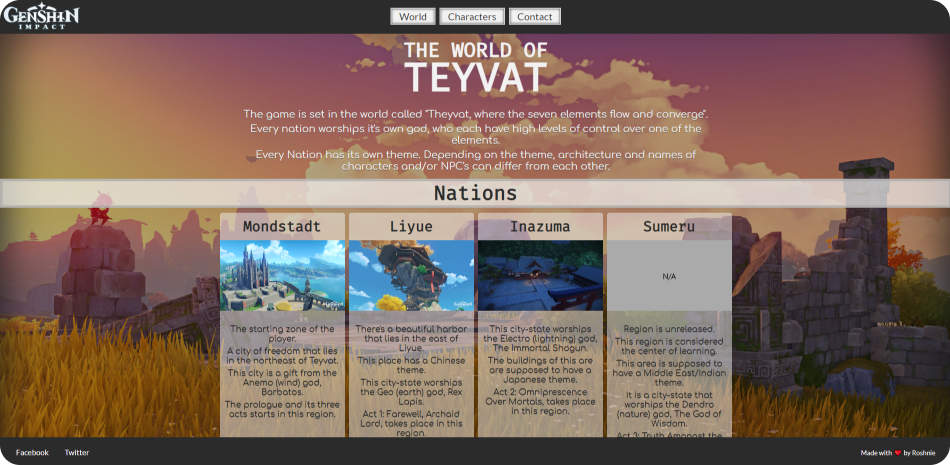 GENSHIN
IMPACT
World Characters Contact
THE WORLD OF
TEYVAT
The game is set in the world called "Theyvat, where the seven elements flow and converge".
Every nation worships it's own god, who each have high levels of control over one of the
elements.
Every Nation has its own theme. Depending on the theme, architecture and names of
characters and/or NPC's can differ from each other.
Nations
Mondstadt
The starting zone of the
player.
A city of freedom that lies
in the northeast of Teyvat.
This city is a gift from the
Anemo (wind) god,
Barbatos.
The prologue and its three
acts starts in this region.
Liyue
There's a beautiful harbor
that lies in the east of
Liyue.
This place has a Chinese
theme.
This city-state worships
the Geo (earth) god, Rex
Lapis.
Act 1: Farewell, Archaid
Lord, takes place in this
region.
Inazuma
This city-state worships
the Electro (lightning) god,
The Immortal Shogun.
The buildings of this are
are supposed to have a
Japanese theme.
Act 2: Omniprescence
Over Mortals, takes place
in this region.
Sumeru
N/A
Region is unreleased.
This region is considered
the center of learning.
This area is supposed to
have a Middle East/Indian
theme.
It is a city-state that
worships the Dendro
(nature) god, The God of
Wisdom.
Act 3: Truth Amongst the
Facebook Twitter
Made with ❤ by Roshnie